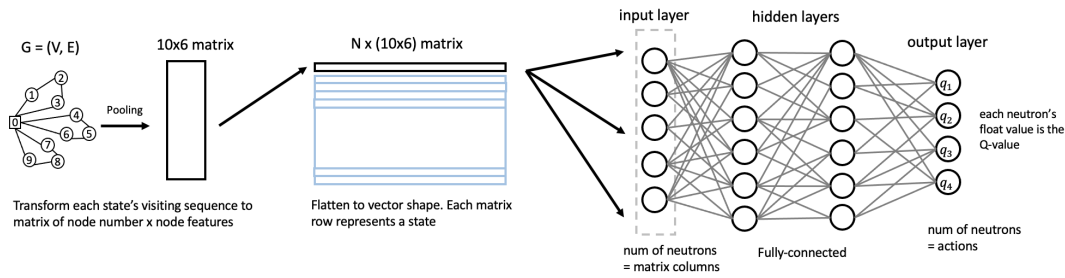 G = (V, E)
0
1
2
3
4
5
6
7
8
9
Pooling
10x6 matrix
Transform each state's visiting sequence to
matrix of node number x node features
N x (10x6) matrix
Flatten to vector shape. Each matrix
row represents a state
input layer
num of neutrons
= matrix columns
hidden layers
Fully-connected
output layer
q1
q2
q3
q4
each neutron's
float value is the
Q-value
num of neutrons
= actions